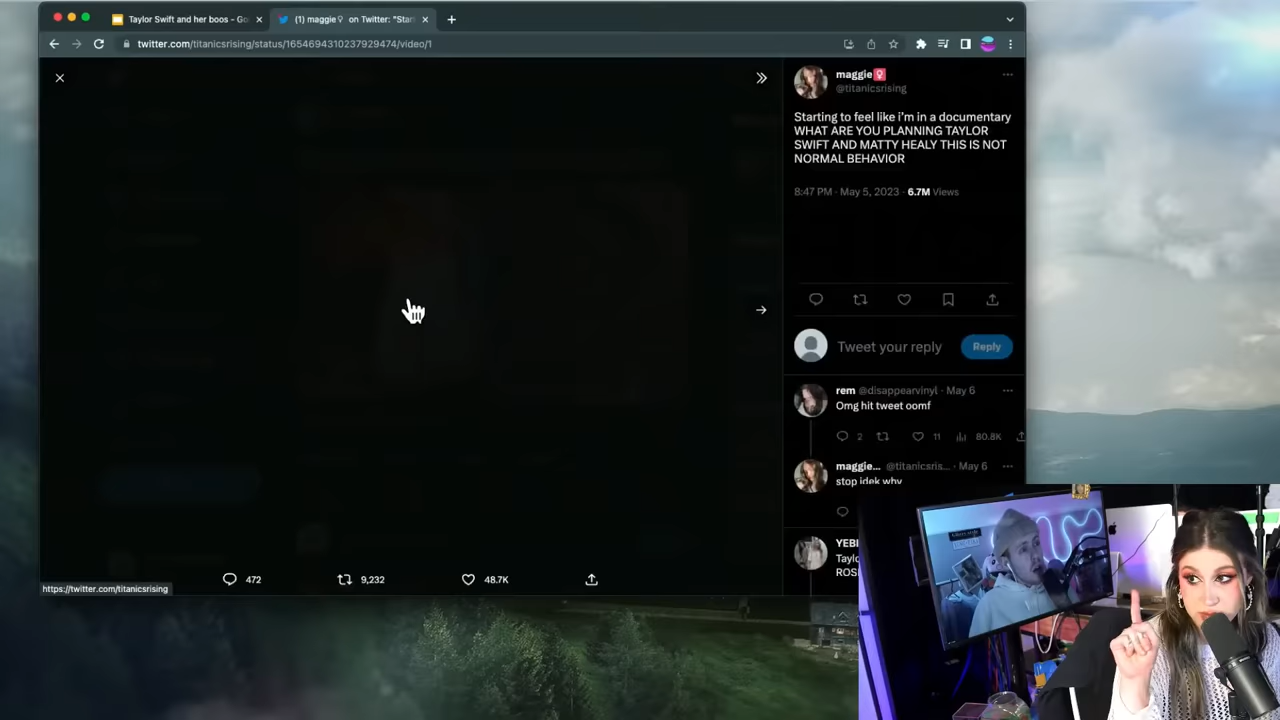 Taylor Swift and her boos - Go
(1) maggie♀ on Twitter: "Star
twitter.com/titanicsrising/status/1654694310237929474/video/1
maggie
@titanicsrising
Starting to feel like i'm in a documentary
WHAT ARE YOU PLANNING TAYLOR
SWIFT AND MATTY HEALY THIS IS NOT
NORMAL BEHAVIOR
8:47 PM · May 5, 2023 · 6.7M Views
Tweet your reply
Reply
rem @disappearvinyl · May 6
Omg hit tweet oomf
2
11
80.8K
maggie... @titanicsris... · May 6
stop idek why
YEBI
Taylo
ROS
472
9,232
48.7K
https://twitter.com/titanicsrising